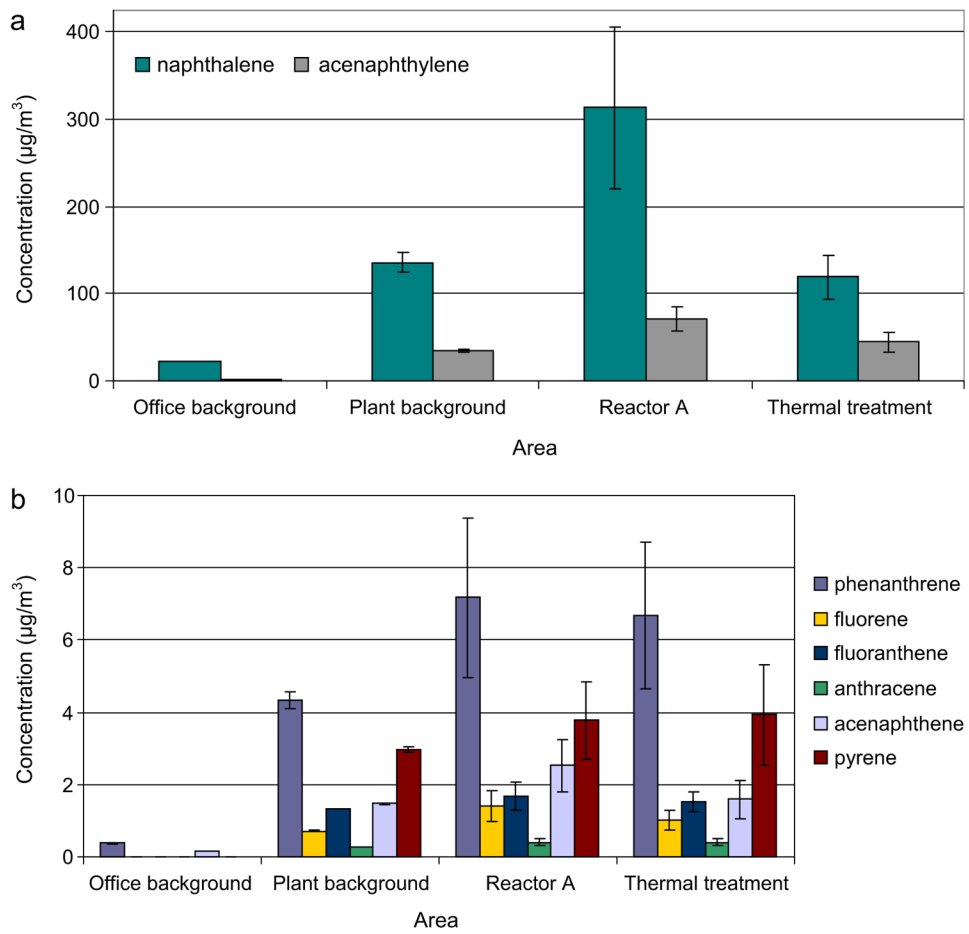 a
400
300
200
100
0
Concentration (µg/m³)
naphthalene acenaphthylene
Office background Plant background Reactor A Thermal treatment
Area
b
10
8
6
4
2
0
Concentration (µg/m³)
phenanthrene
fluorene
fluoranthene
anthracene
acenaphthene
pyrene
Office background Plant background Reactor A Thermal treatment
Area